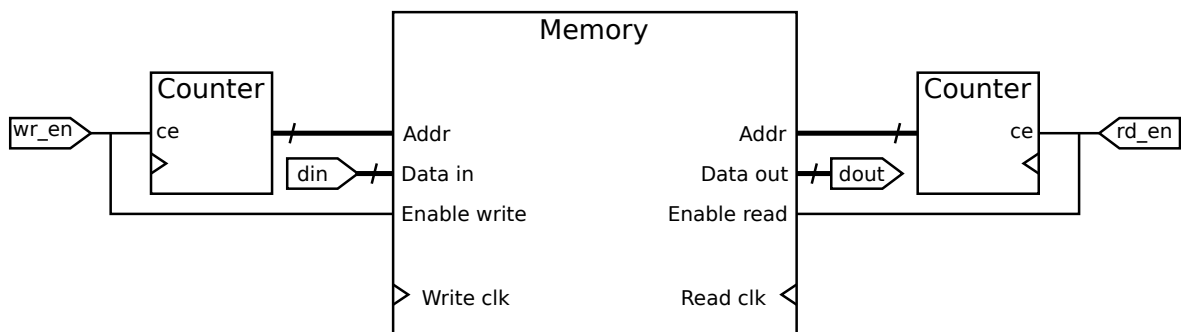 Memory
Counter
Counter
wr_en
ce
Addr
Addr
ce
rd_en
din
Data in
Data out
dout
Enable write
Enable read
Write clk
Read clk